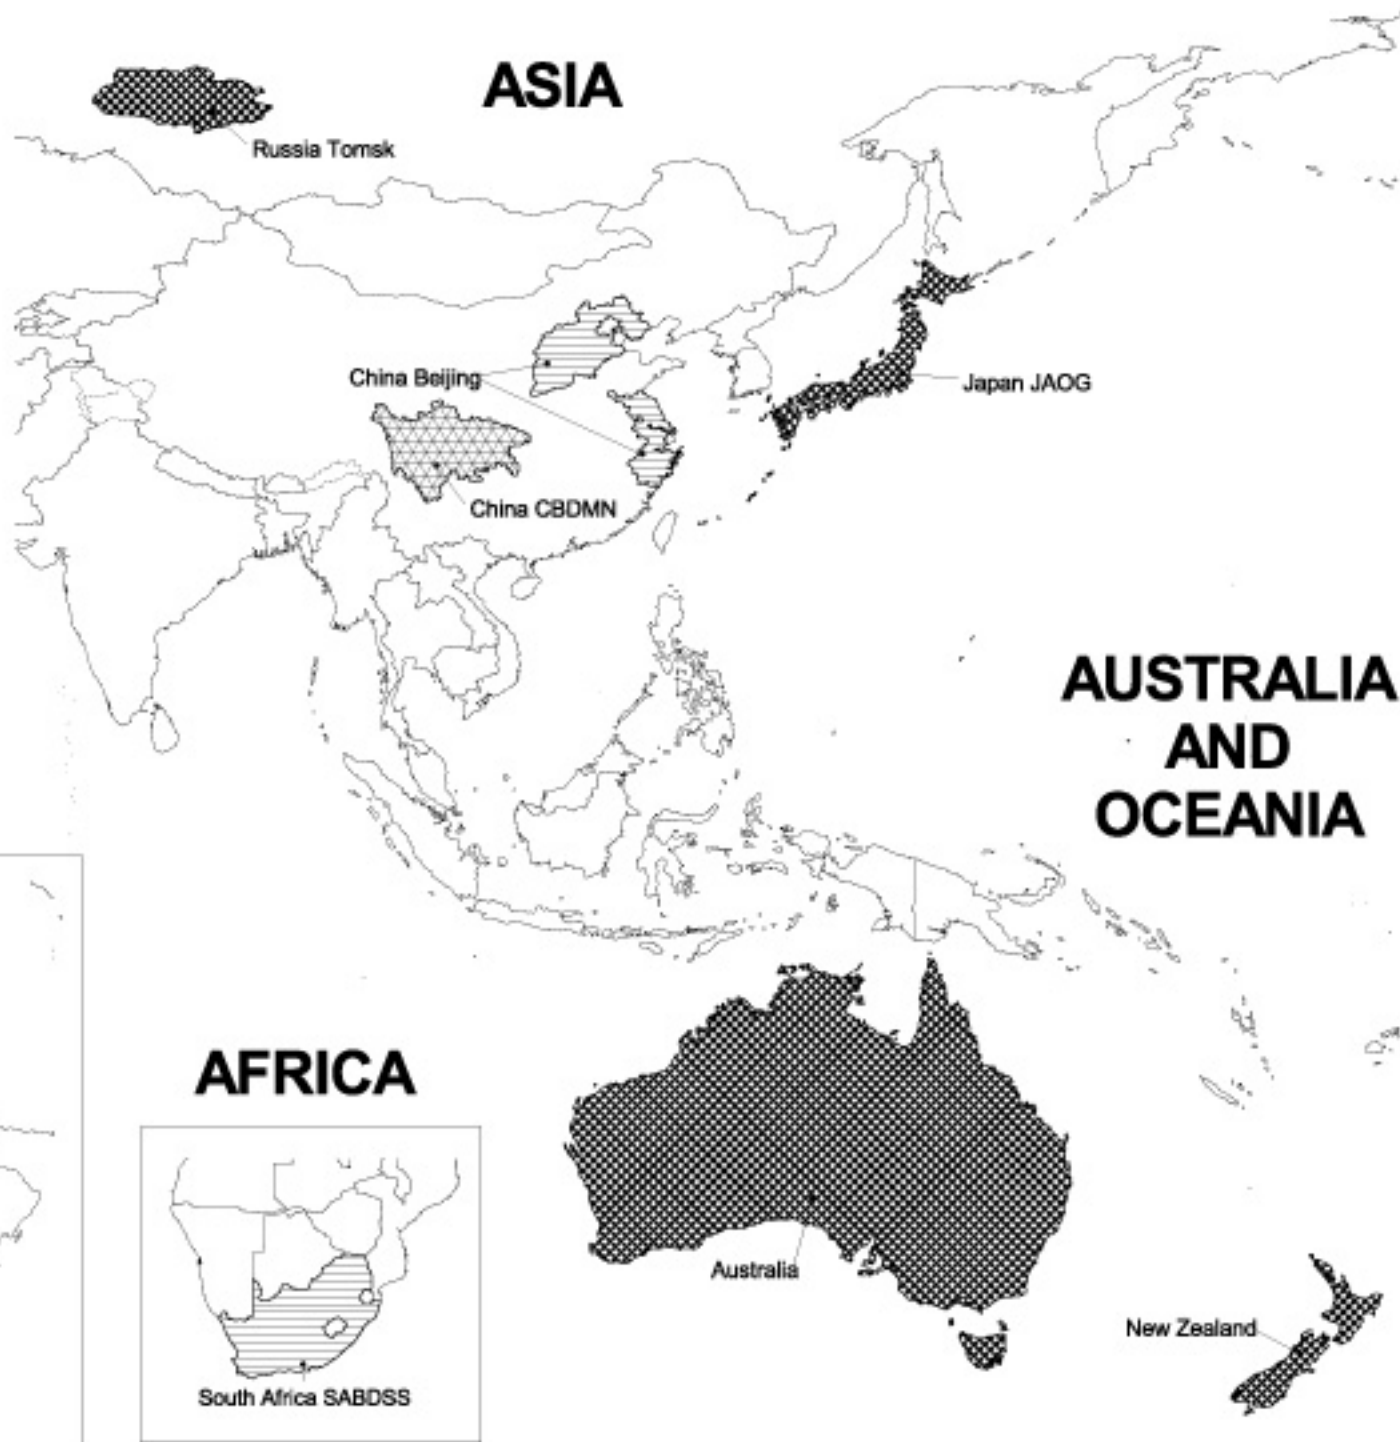 ASIA
Russia Tomsk
China Beijing
Japan JAOG
China CBDMN
AUSTRALIA
AND
OCEANIA
AFRICA
Australia
New Zealand
South Africa SABDSS